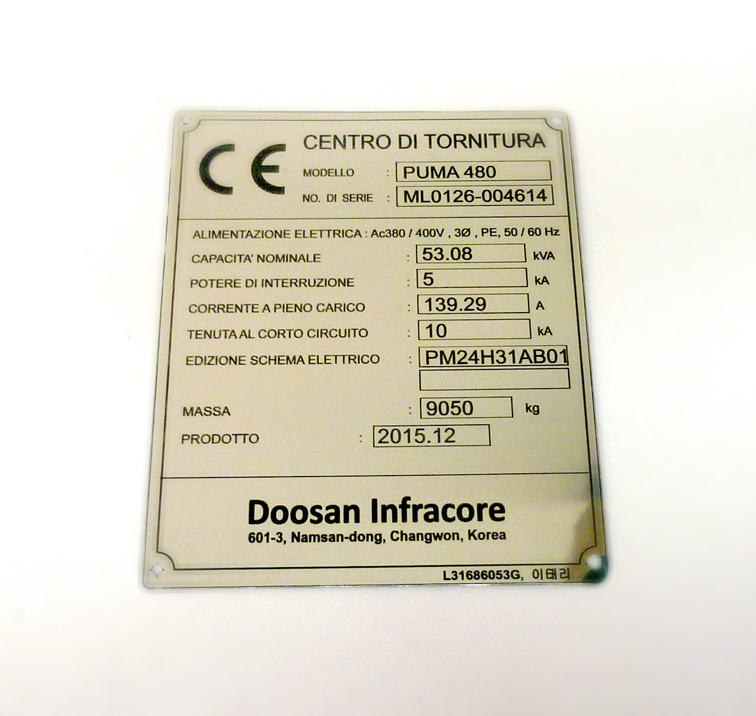 CE CENTRO DI TORNITURA
MODELLO : PUMA 480
NO. DI SERIE : ML0126-004614
ALIMENTAZIONE ELETTRICA : Ac380 / 400V , 3Ø , PE, 50 / 60 Hz
CAPACITA' NOMINALE : 53.08 kVA
POTERE DI INTERRUZIONE : 5 kA
CORRENTE A PIENO CARICO : 139.29 A
TENUTA AL CORTO CIRCUITO : 10 kA
EDIZIONE SCHEMA ELETTRICO : PM24H31AB01
MASSA : 9050 kg
PRODOTTO : 2015.12
Doosan Infracore
601-3, Namsan-dong, Changwon, Korea
L31686053G, 이태리